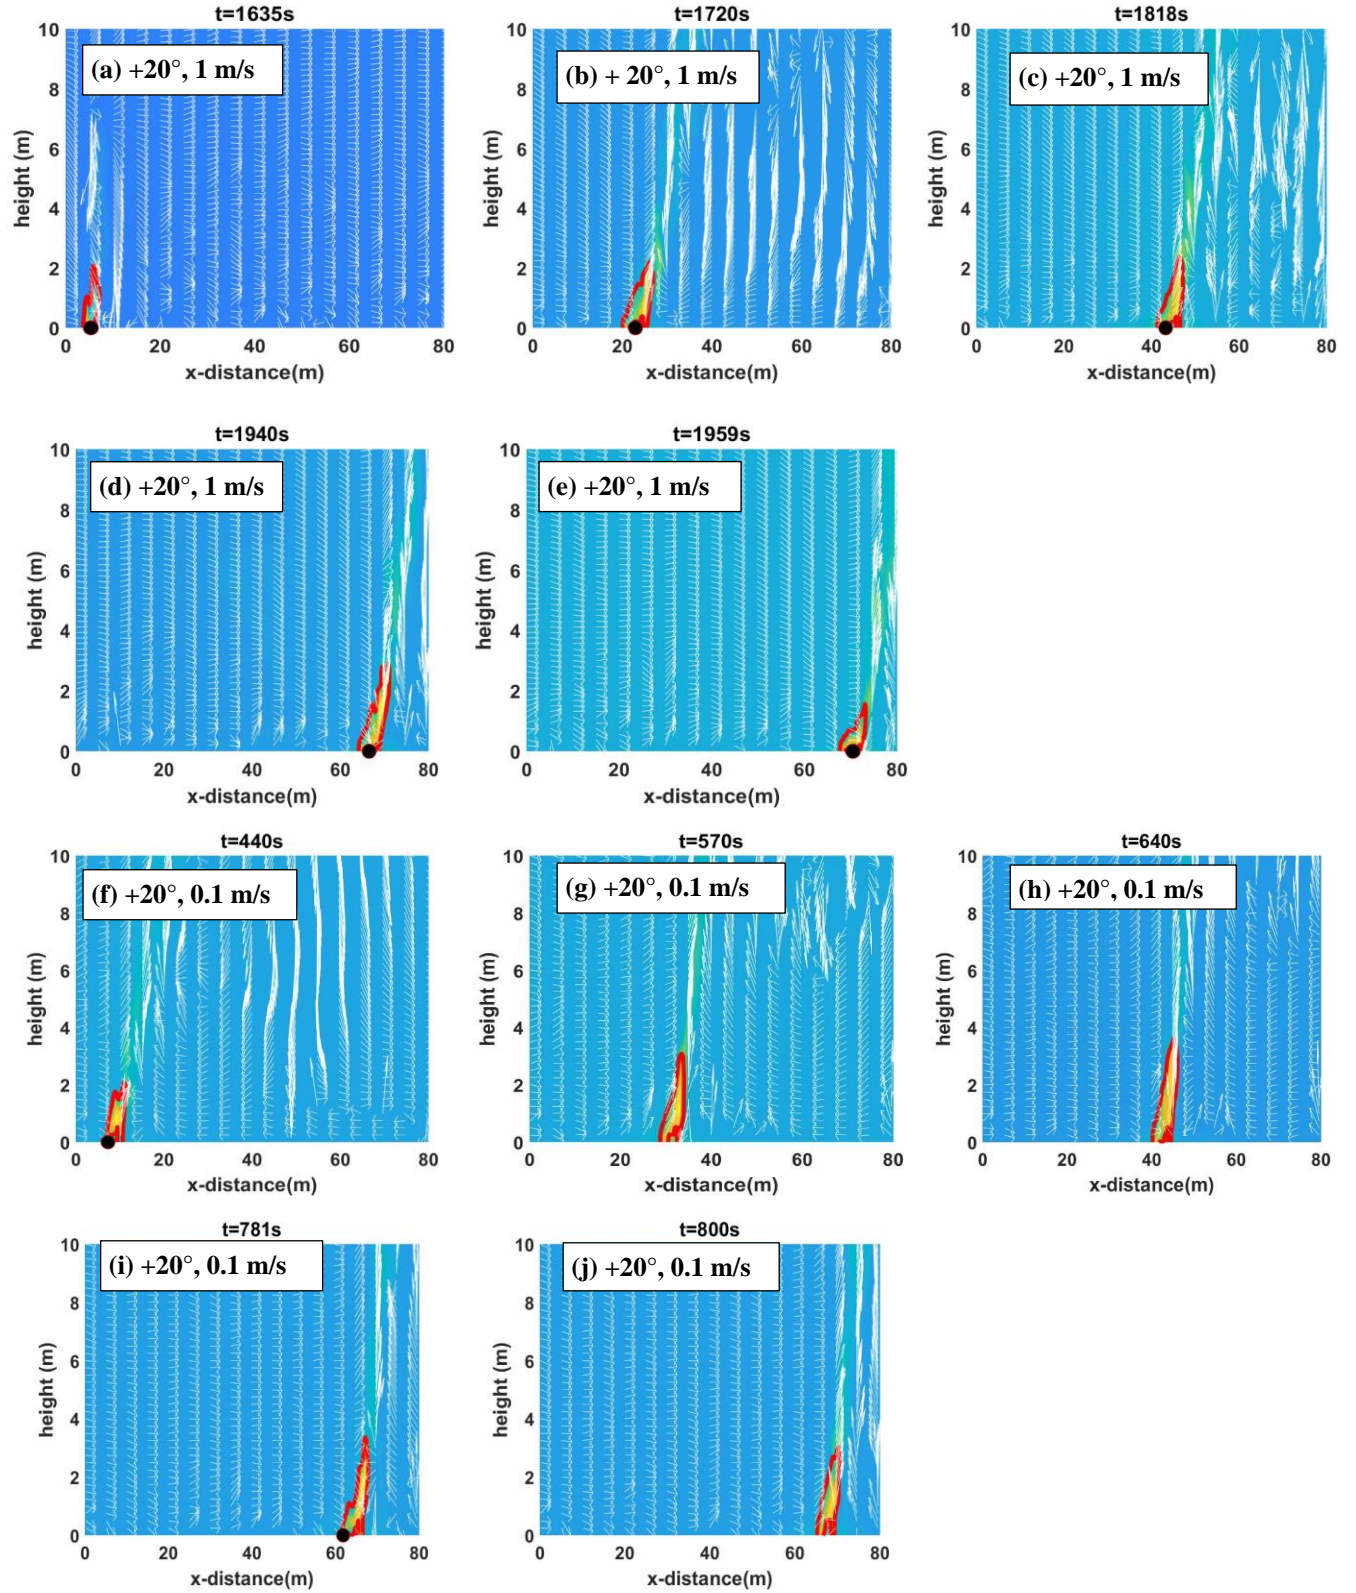 t=1635s
(a) +20°, 1 m/s
height (m)
10
8
6
4
2
0
0 20 40 60 80
x-distance(m)
t=1720s
(b) + 20°, 1 m/s
height (m)
10
8
6
4
2
0
0 20 40 60 80
x-distance(m)
t=1818s
(c) +20°, 1 m/s
height (m)
10
8
6
4
2
0
0 20 40 60 80
x-distance(m)
t=1940s
(d) +20°, 1 m/s
height (m)
10
8
6
4
2
0
0 20 40 60 80
x-distance(m)
t=1959s
(e) +20°, 1 m/s
height (m)
10
8
6
4
2
0
0 20 40 60 80
x-distance(m)
t=440s
(f) +20°, 0.1 m/s
height (m)
10
8
6
4
2
0
0 20 40 60 80
x-distance(m)
t=570s
(g) +20°, 0.1 m/s
height (m)
10
8
6
4
2
0
0 20 40 60 80
x-distance(m)
t=640s
(h) +20°, 0.1 m/s
height (m)
10
8
6
4
2
0
0 20 40 60 80
x-distance(m)
t=781s
(i) +20°, 0.1 m/s
height (m)
10
8
6
4
2
0
0 20 40 60 80
x-distance(m)
t=800s
(j) +20°, 0.1 m/s
height (m)
10
8
6
4
2
0
0 20 40 60 80
x-distance(m)